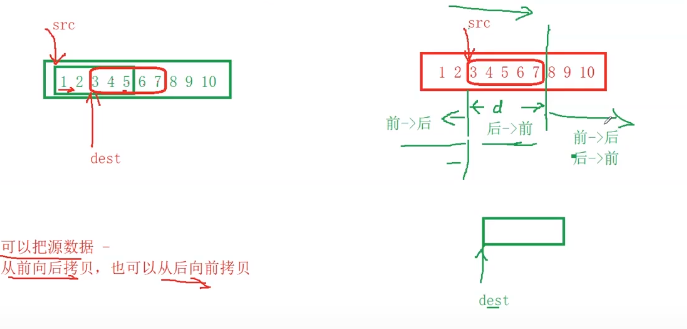 src
1 2 3 4 5 6 7 8 9 10
dest
src
1 2 3 4 5 6 7 8 9 10
d
前->后
后->前
前->后
后->前
可以把源数据 -
从前向后拷贝，也可以从后向前拷贝
dest